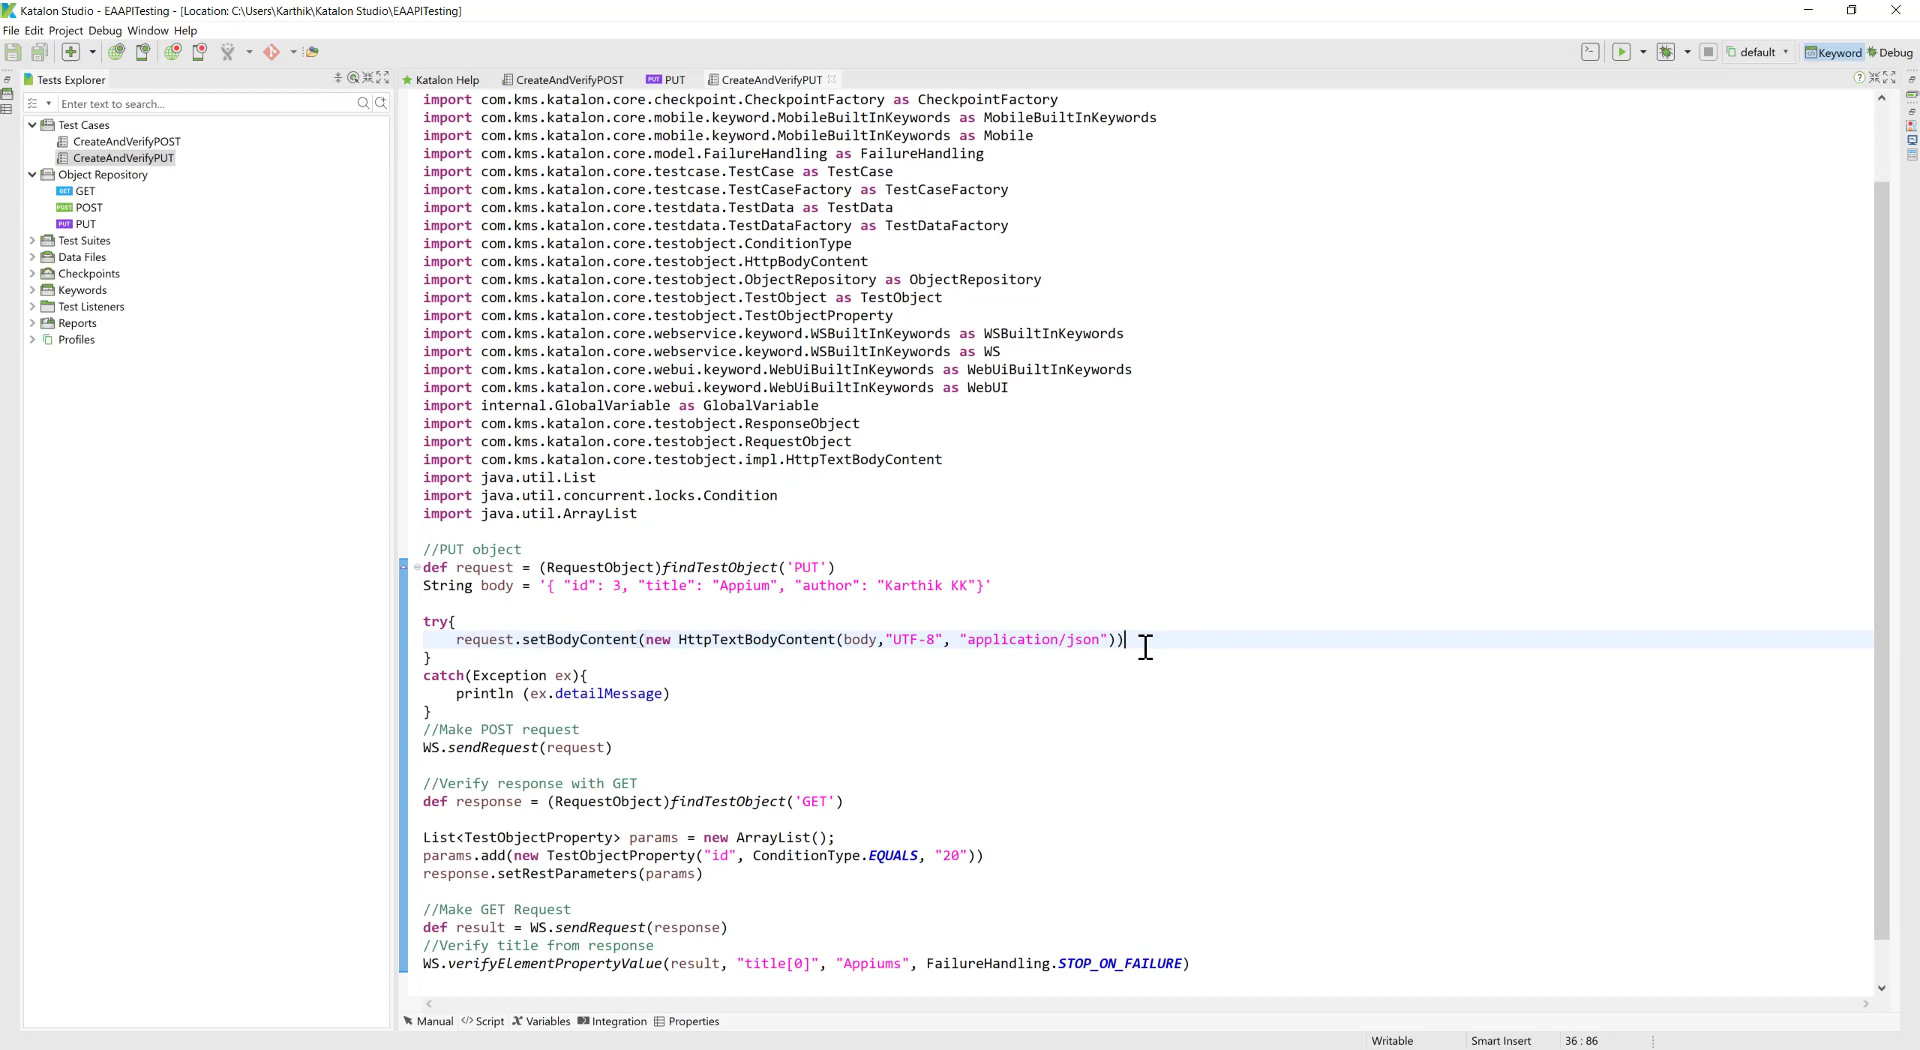 Katalon Studio - EAAPITesting - [Location: C:\Users\Karthik\Katalon Studio\EAAPITesting]
File Edit Project Debug Window Help
default
Keyword
Debug
Tests Explorer
Katalon Help
CreateAndVerifyPOST
PUT PUT
CreateAndVerifyPUT
Enter text to search...
Test Cases
CreateAndVerifyPOST
CreateAndVerifyPUT
Object Repository
GET GET
POST POST
PUT PUT
Test Suites
Data Files
Checkpoints
Keywords
Test Listeners
Reports
Profiles
import com.kms.katalon.core.checkpoint.CheckpointFactory as CheckpointFactory
import com.kms.katalon.core.mobile.keyword.MobileBuiltInKeywords as MobileBuiltInKeywords
import com.kms.katalon.core.mobile.keyword.MobileBuiltInKeywords as Mobile
import com.kms.katalon.core.model.FailureHandling as FailureHandling
import com.kms.katalon.core.testcase.TestCase as TestCase
import com.kms.katalon.core.testcase.TestCaseFactory as TestCaseFactory
import com.kms.katalon.core.testdata.TestData as TestData
import com.kms.katalon.core.testdata.TestDataFactory as TestDataFactory
import com.kms.katalon.core.testobject.ConditionType
import com.kms.katalon.core.testobject.HttpBodyContent
import com.kms.katalon.core.testobject.ObjectRepository as ObjectRepository
import com.kms.katalon.core.testobject.TestObject as TestObject
import com.kms.katalon.core.testobject.TestObjectProperty
import com.kms.katalon.core.webservice.keyword.WSBuiltInKeywords as WSBuiltInKeywords
import com.kms.katalon.core.webservice.keyword.WSBuiltInKeywords as WS
import com.kms.katalon.core.webui.keyword.WebUiBuiltInKeywords as WebUiBuiltInKeywords
import com.kms.katalon.core.webui.keyword.WebUiBuiltInKeywords as WebUI
import internal.GlobalVariable as GlobalVariable
import com.kms.katalon.core.testobject.ResponseObject
import com.kms.katalon.core.testobject.RequestObject
import com.kms.katalon.core.testobject.impl.HttpTextBodyContent
import java.util.List
import java.util.concurrent.locks.Condition
import java.util.ArrayList
//PUT object
def request = (RequestObject)findTestObject('PUT')
String body = '{ "id": 3, "title": "Appium", "author": "Karthik KK"}'
try{
request.setBodyContent(new HttpTextBodyContent(body,"UTF-8", "application/json"))
}
catch(Exception ex){
println (ex.detailMessage)
}
//Make POST request
WS.sendRequest(request)
//Verify response with GET
def response = (RequestObject)findTestObject('GET')
List<TestObjectProperty> params = new ArrayList();
params.add(new TestObjectProperty("id", ConditionType.EQUALS, "20"))
response.setRestParameters(params)
//Make GET Request
def result = WS.sendRequest(response)
//Verify title from response
WS.verifyElementPropertyValue(result, "title[0]", "Appiums", FailureHandling.STOP_ON_FAILURE)
Manual
Script
Variables
Integration
Properties
Writable
Smart Insert
36 : 86